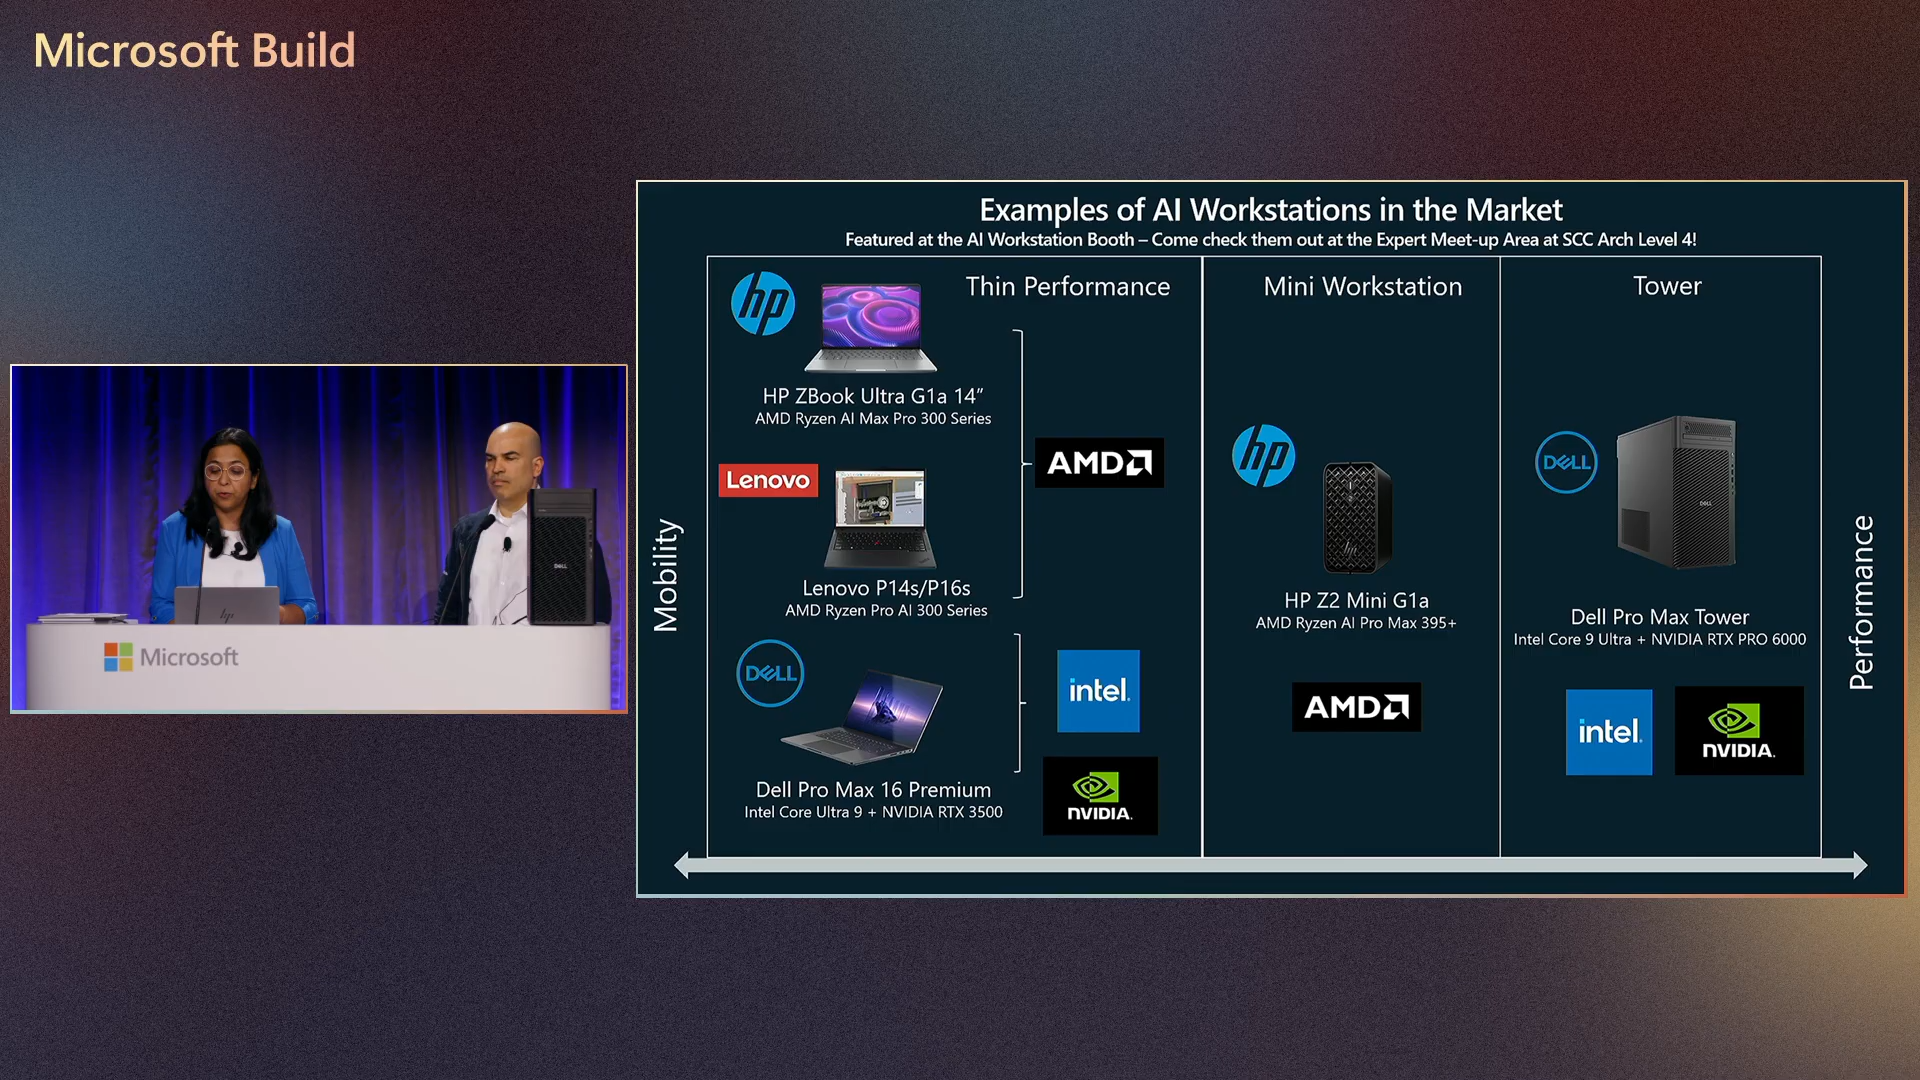 Microsoft Build
Examples of AI Workstations in the Market
Featured at the AI Workstation Booth – Come check them out at the Expert Meet-up Area at SCC Arch Level 4!
Mobility
Thin Performance
hp
HP ZBook Ultra G1a 14”
AMD Ryzen AI Max Pro 300 Series
Lenovo
Lenovo P14s/P16s
AMD Ryzen Pro AI 300 Series
AMD
DELL
Dell Pro Max 16 Premium
Intel Core Ultra 9 + NVIDIA RTX 3500
intel.
NVIDIA.
Mini Workstation
hp
hp
HP Z2 Mini G1a
AMD Ryzen AI Pro Max 395+
AMD
Tower
DELL
DELL
Dell Pro Max Tower
Intel Core 9 Ultra + NVIDIA RTX PRO 6000
intel.
NVIDIA.
Performance
hp
DELL
Microsoft